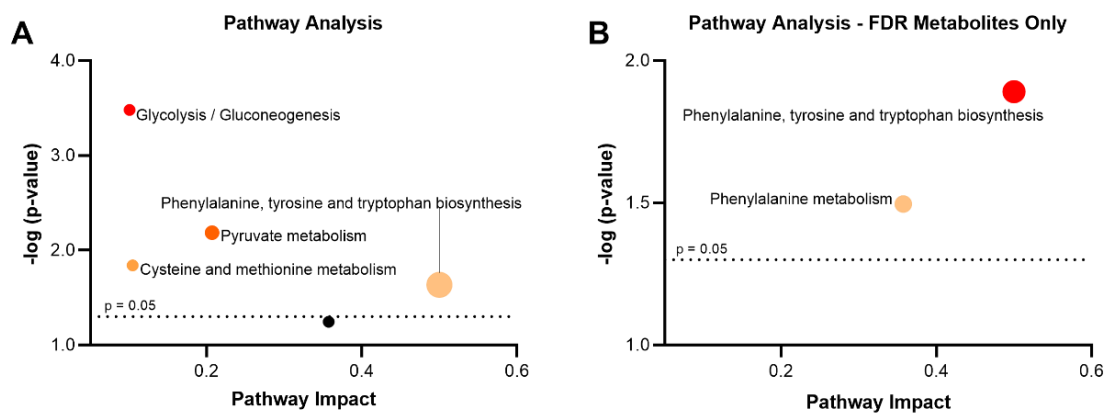 A
Pathway Analysis
4.0
3.0
2.0
1.0
-log (p-value)
Glycolysis / Gluconeogenesis
Phenylalanine, tyrosine and tryptophan biosynthesis
Pyruvate metabolism
Cysteine and methionine metabolism
p = 0.05
0.2
0.4
0.6
Pathway Impact
B
Pathway Analysis - FDR Metabolites Only
2.0
1.5
1.0
-log (p-value)
Phenylalanine, tyrosine and tryptophan biosynthesis
Phenylalanine metabolism
p = 0.05
0.2
0.4
0.6
Pathway Impact